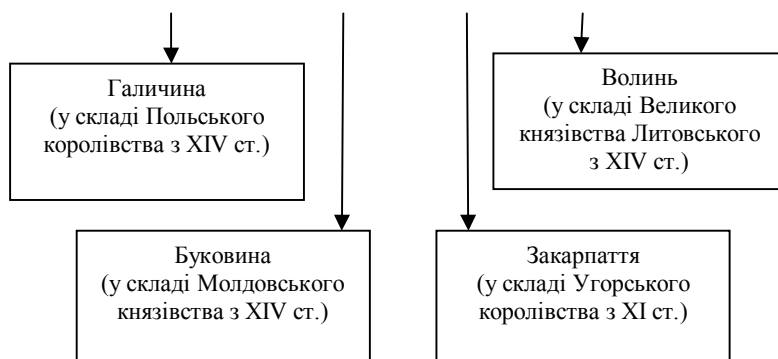 Галичина
(у складі Польського
королівства з XIV ст.)
Волинь
(у складі Великого
князівства Литовського
з XIV ст.)
Буковина
(у складі Молдовського
князівства з XIV ст.)
Закарпаття
(у складі Угорського
королівства з XI ст.)